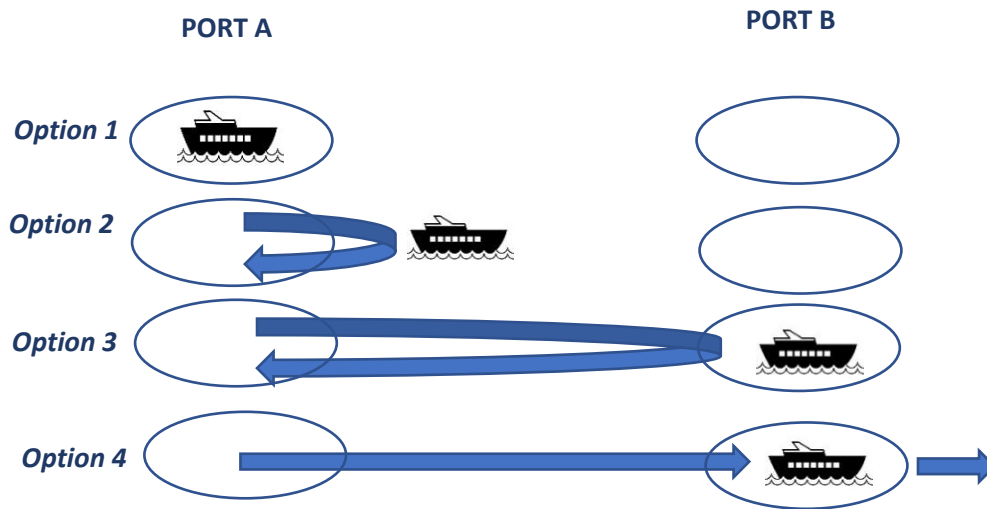 PORT A
PORT B
Option 1
Option 2
Option 3
Option 4